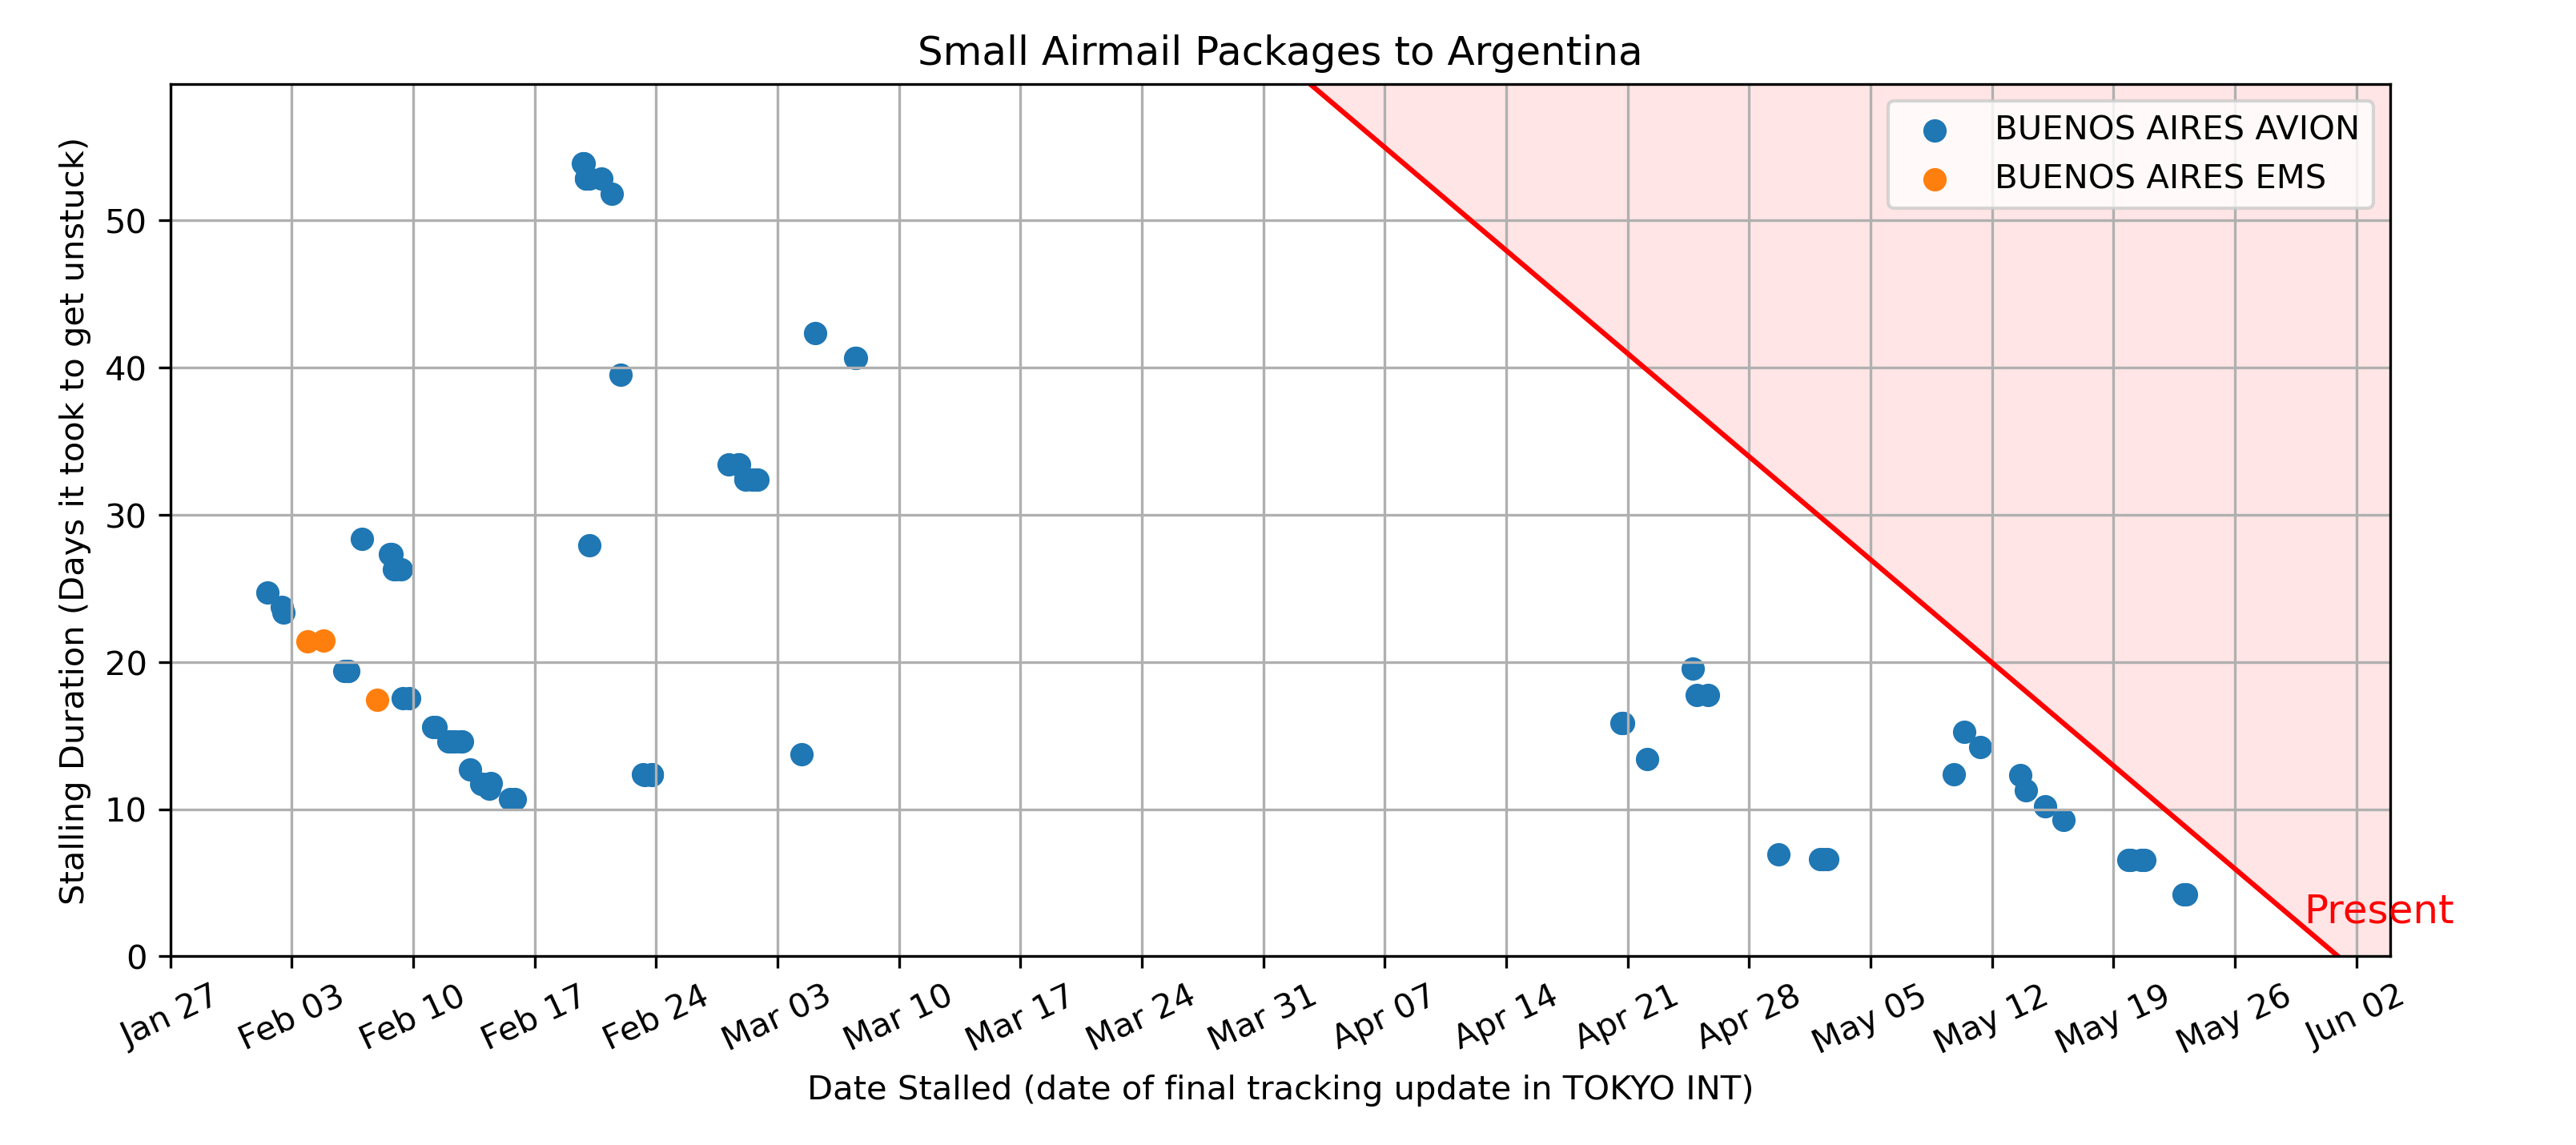 Small Airmail Packages to Argentina
BUENOS AIRES AVION
BUENOS AIRES EMS
Stalling Duration (Days it took to get unstuck)
50
40
30
20
10
0
Present
Jan 27
Feb 03
Feb 10
Feb 17
Feb 24
Mar 03
Mar 10
Mar 17
Mar 24
Mar 31
Apr 07
Apr 14
Apr 21
Apr 28
May 05
May 12
May 19
May 26
Jun 02
Date Stalled (date of final tracking update in TOKYO INT)